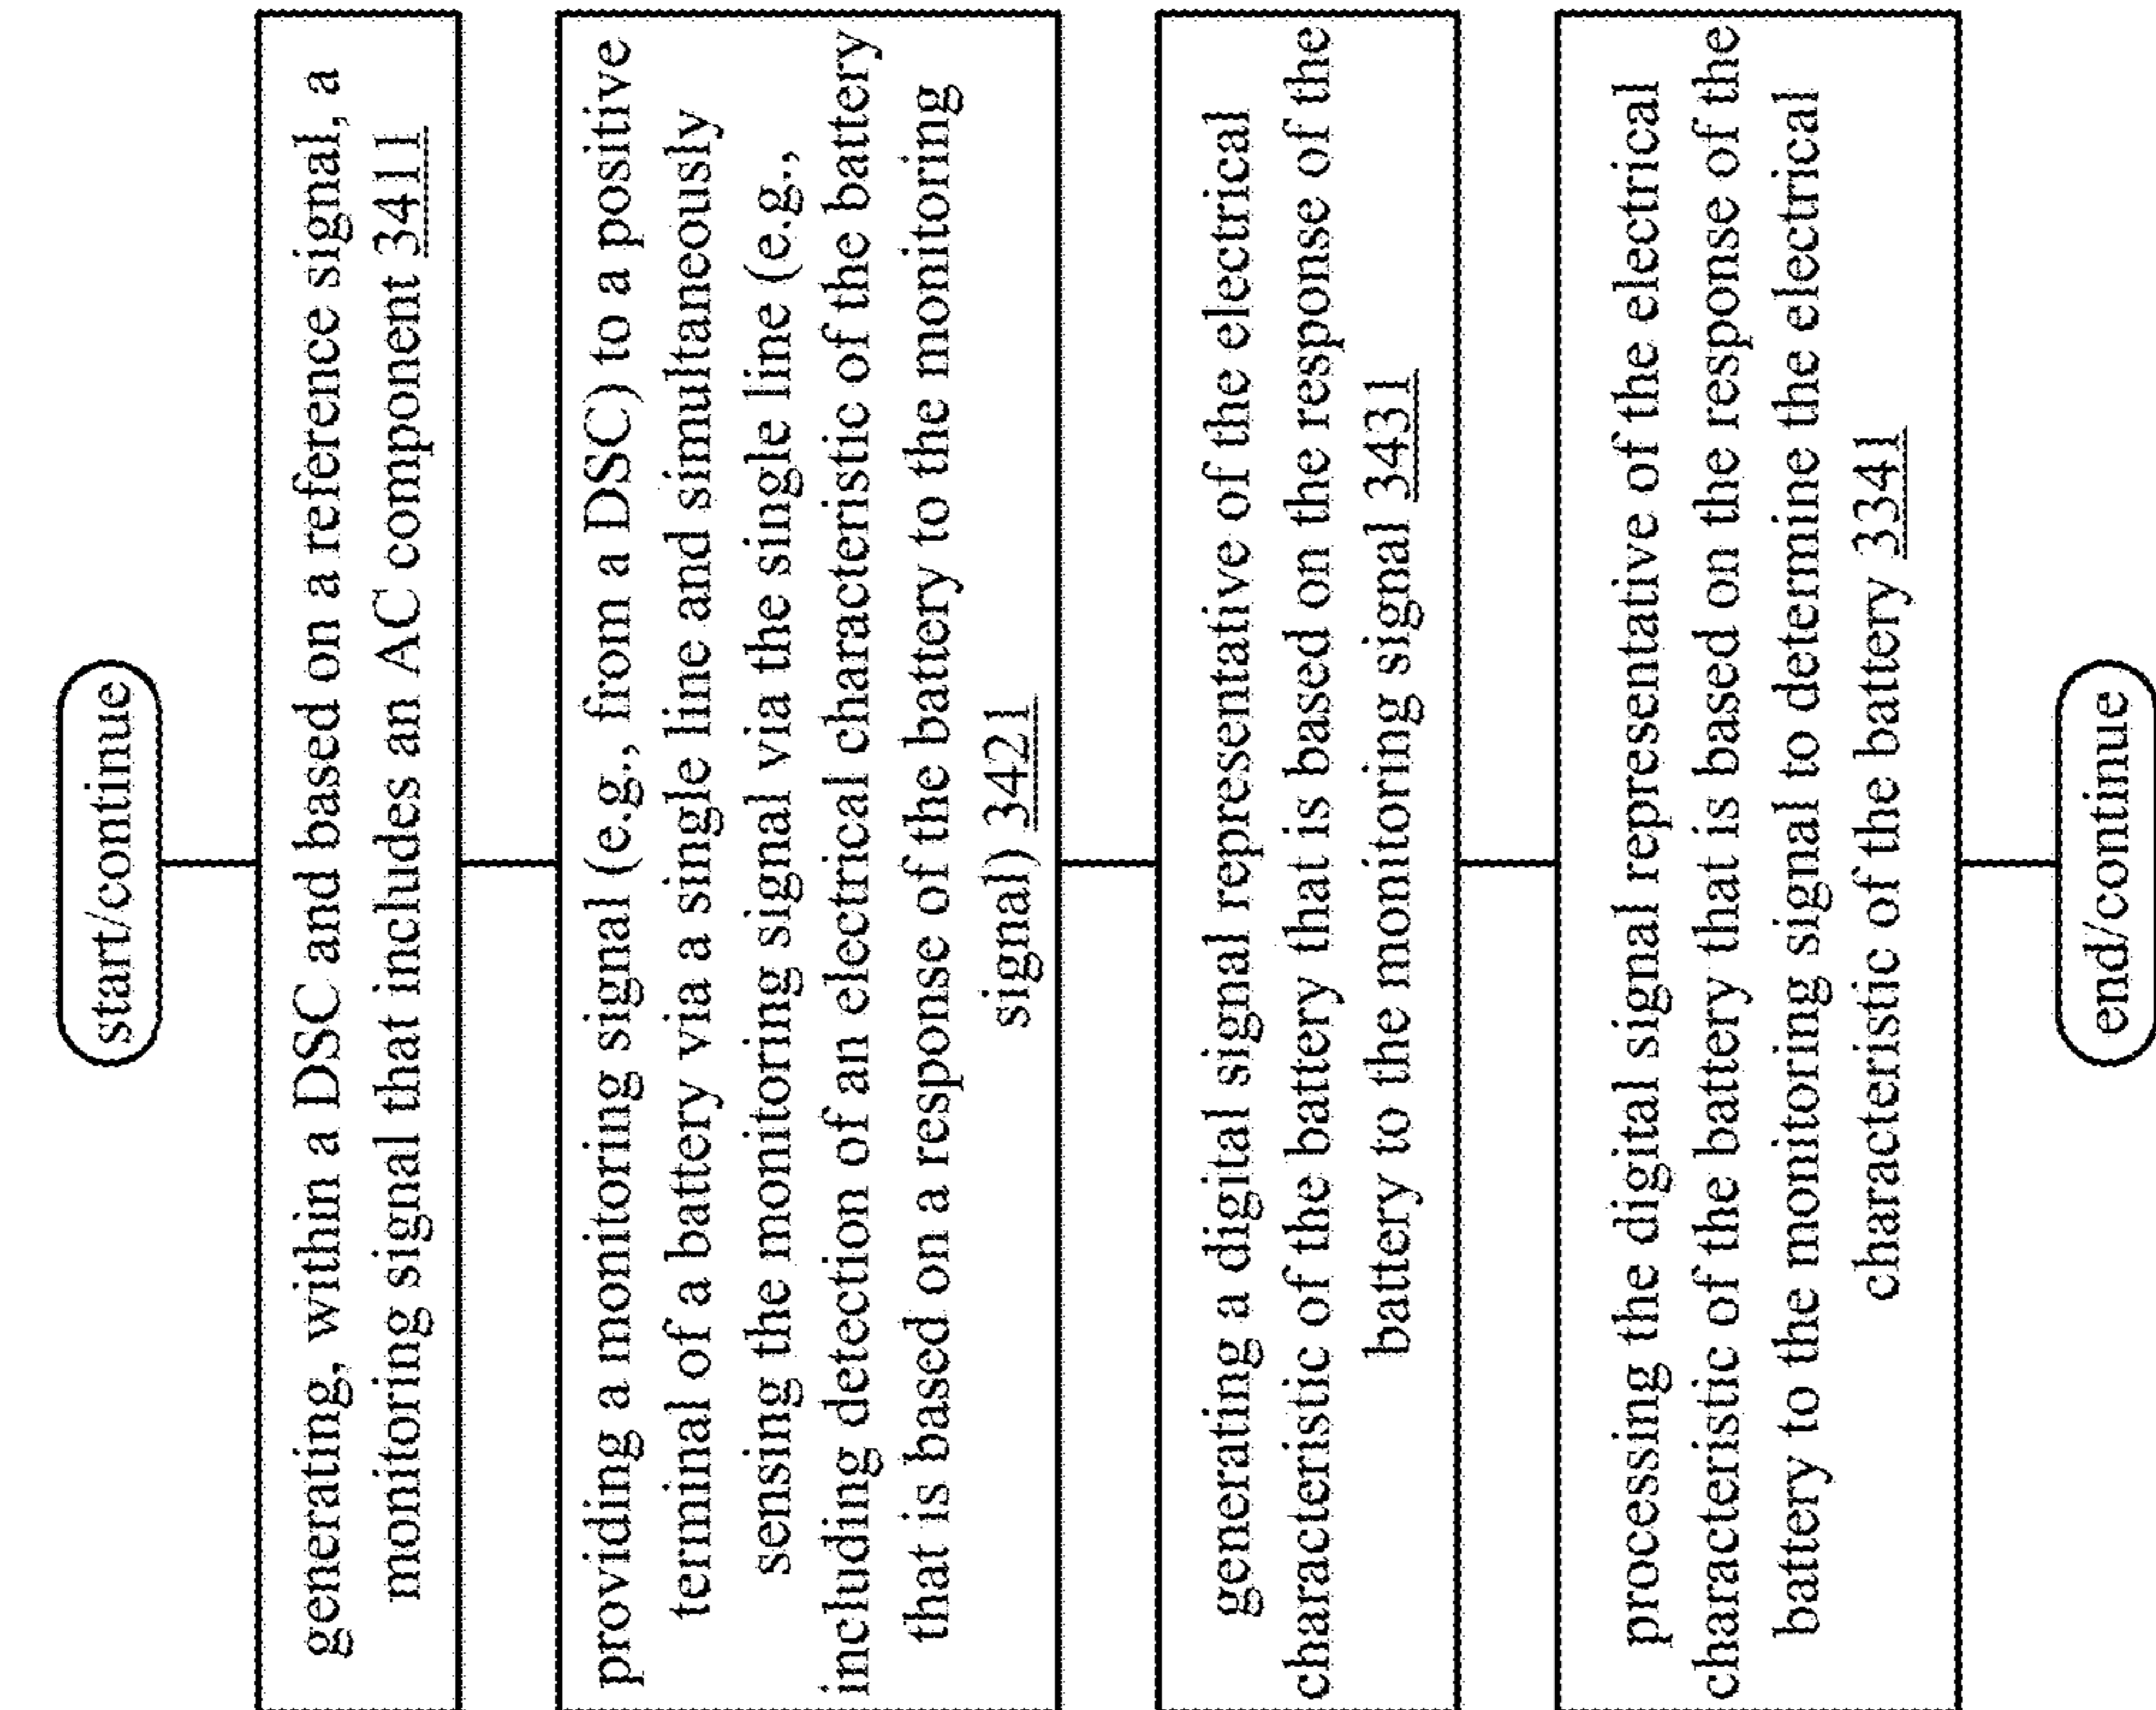 start/continue
generating, within a DSC and based on a reference signal, a
monitoring signal that includes an AC component 3411
providing a monitoring signal (e.g., from a DSC) to a positive
terminal of a battery via a single line and simultaneously
sensing the monitoring signal via the single line (e.g.,
including detection of an electrical characteristic of the battery
that is based on a response of the battery to the monitoring
signal) 3421
generating a digital signal representative of the electrical
characteristic of the battery that is based on the response of the
battery to the monitoring signal 3431
processing the digital signal representative of the electrical
characteristic of the battery that is based on the response of the
battery to the monitoring signal to determine the electrical
characteristic of the battery 3341
end/continue